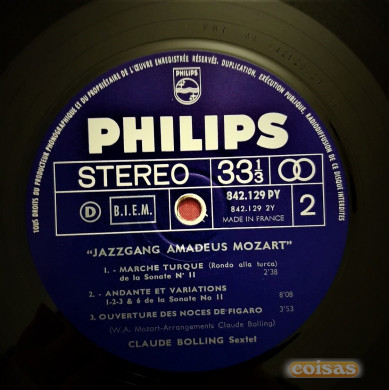 TOUS DROITS DU PRODUCTEUR PHONOGRAPHIQUE ET DU PROPRIÉTAIRE DE L'ŒUVRE ENREGISTRÉE RÉSERVÉS. DUPLICATION, EXÉCUTION PUBLIQUE, RADIODIFFUSION DE CE DISQUE INTERDITES
PHILIPS
PHILIPS
STEREO 33 1/3
842.129 PY
842.129 2Y
MADE IN FRANCE
D B.I.E.M. 2
"JAZZGANG AMADEUS MOZART"
1. - MARCHE TURQUE (Rondo alla turca)
de la Sonate N° 11 2'38
2. - ANDANTE ET VARIATIONS
1-2-3 & 6 de la Sonate No 11 8'08
3. OUVERTURE DES NOCES DE FIGARO 3'53
(W.A. Mozart-Arrangements Claude Bolling)
CLAUDE BOLLING Sextet
coisas